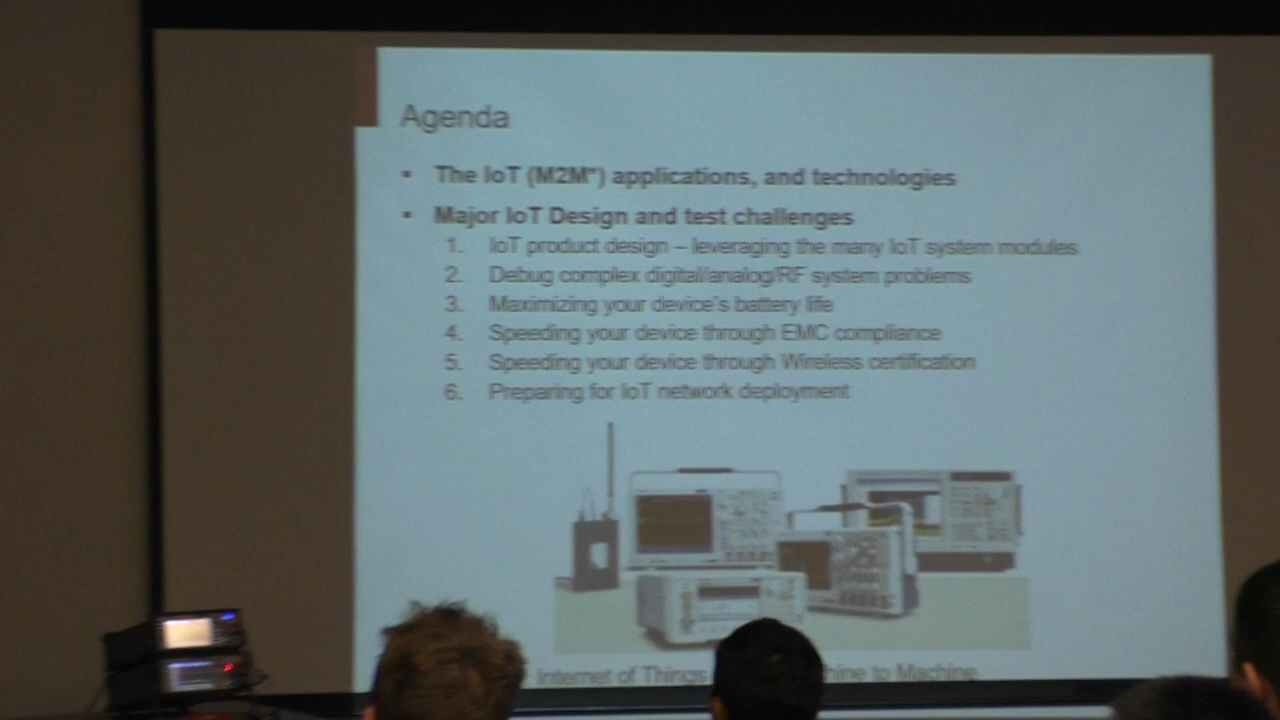 Agenda
▪ The IoT (M2M*) applications, and technologies
▪ Major IoT Design and test challenges
1. IoT product design – leveraging the many IoT system modules
2. Debug complex digital/analog/RF system problems
3. Maximizing your device's battery life
4. Speeding your device through EMC compliance
5. Speeding your device through Wireless certification
6. Preparing for IoT network deployment
Internet of Things to Machine